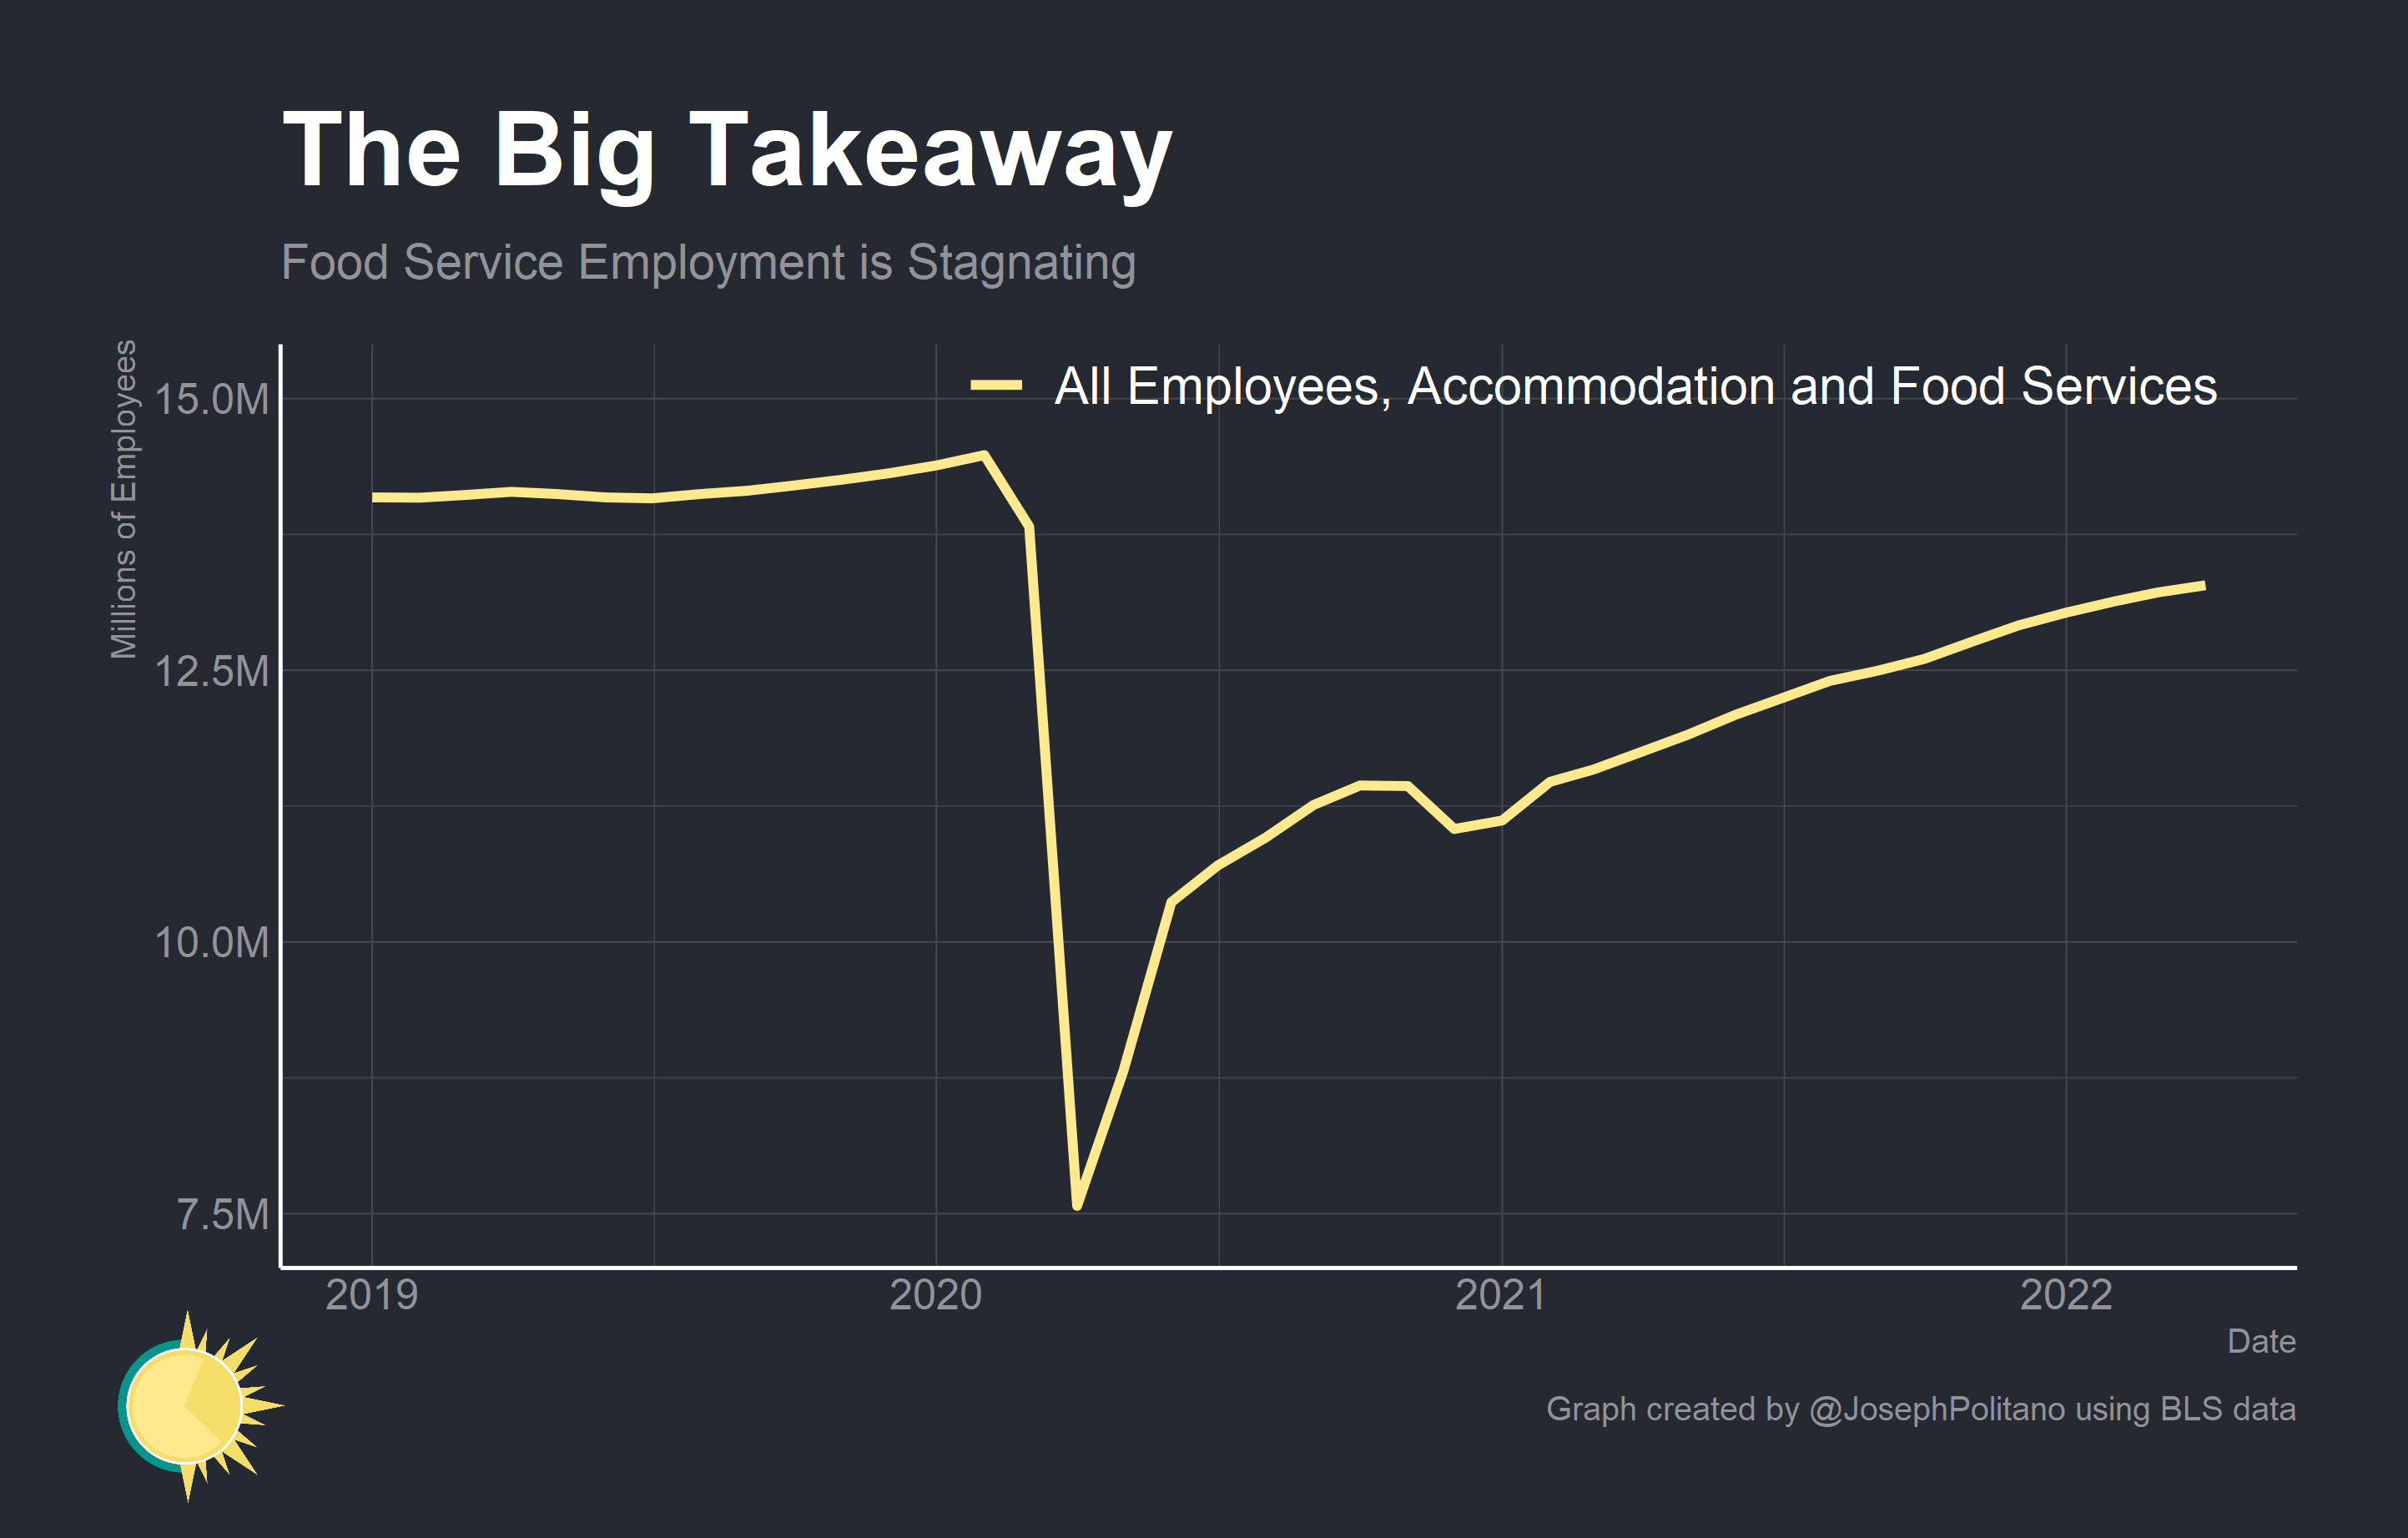 The Big Takeaway
Food Service Employment is Stagnating
Millions of Employees
All Employees, Accommodation and Food Services
15.0M
12.5M
10.0M
7.5M
2019
2020
2021
2022
Date
Graph created by @JosephPolitano using BLS data